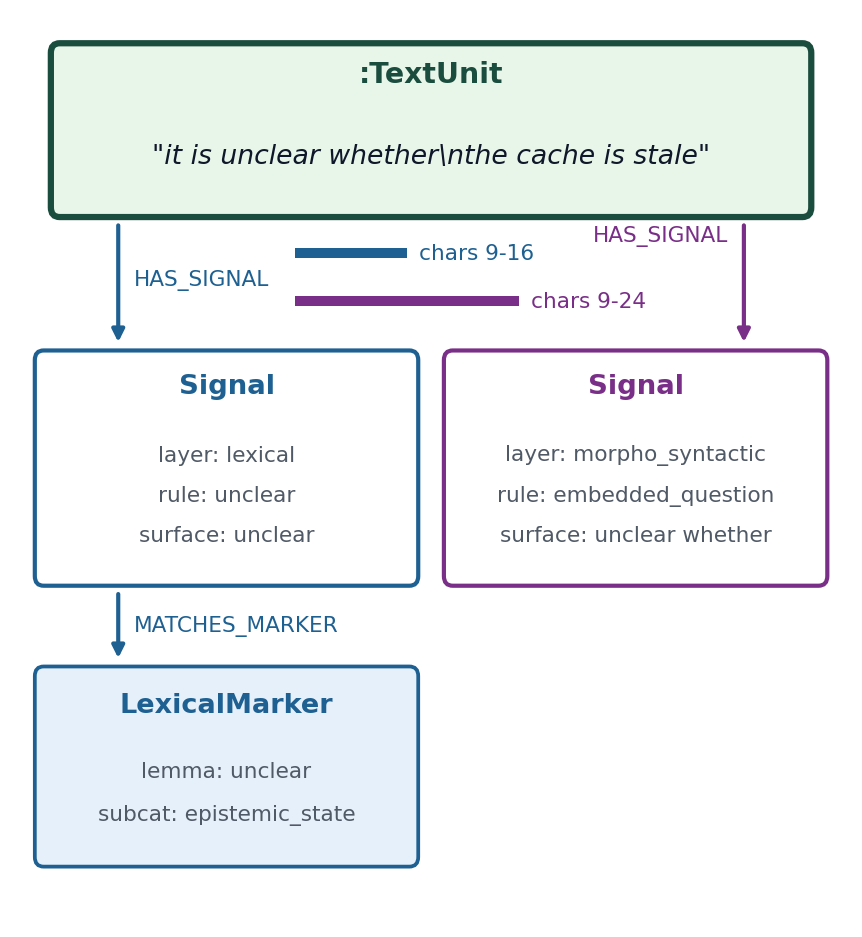 :TextUnit
"it is unclear whether\nthe cache is stale"
HAS_SIGNAL
chars 9-16
HAS_SIGNAL
chars 9-24
Signal
layer: lexical
rule: unclear
surface: unclear
Signal
layer: morpho_syntactic
rule: embedded_question
surface: unclear whether
MATCHES_MARKER
LexicalMarker
lemma: unclear
subcat: epistemic_state